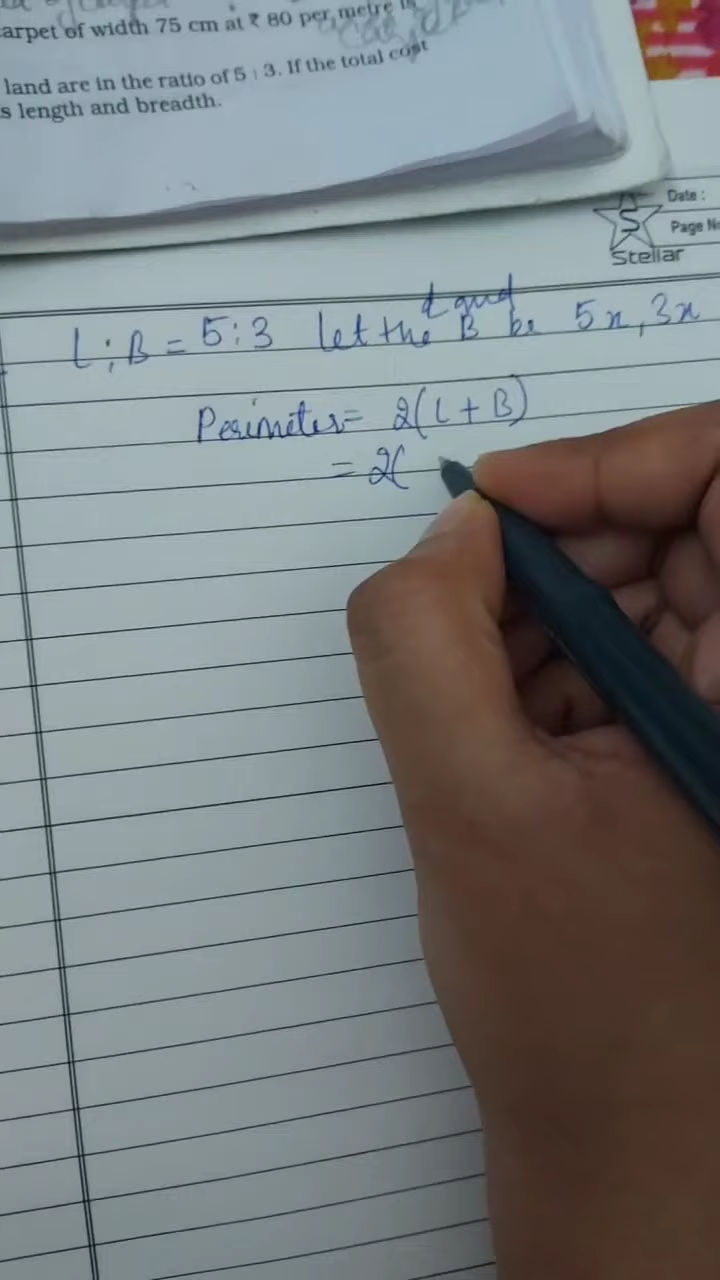 arpet of width 75 cm at ₹ 80 per metre is
land are in the ratio of 5 : 3. If the total cost
s length and breadth.
Date :
S
Page N
Stellar
L : B = 5 : 3 let the L and B be 5x, 3x
Perimeter = 2(L + B)
= 2(